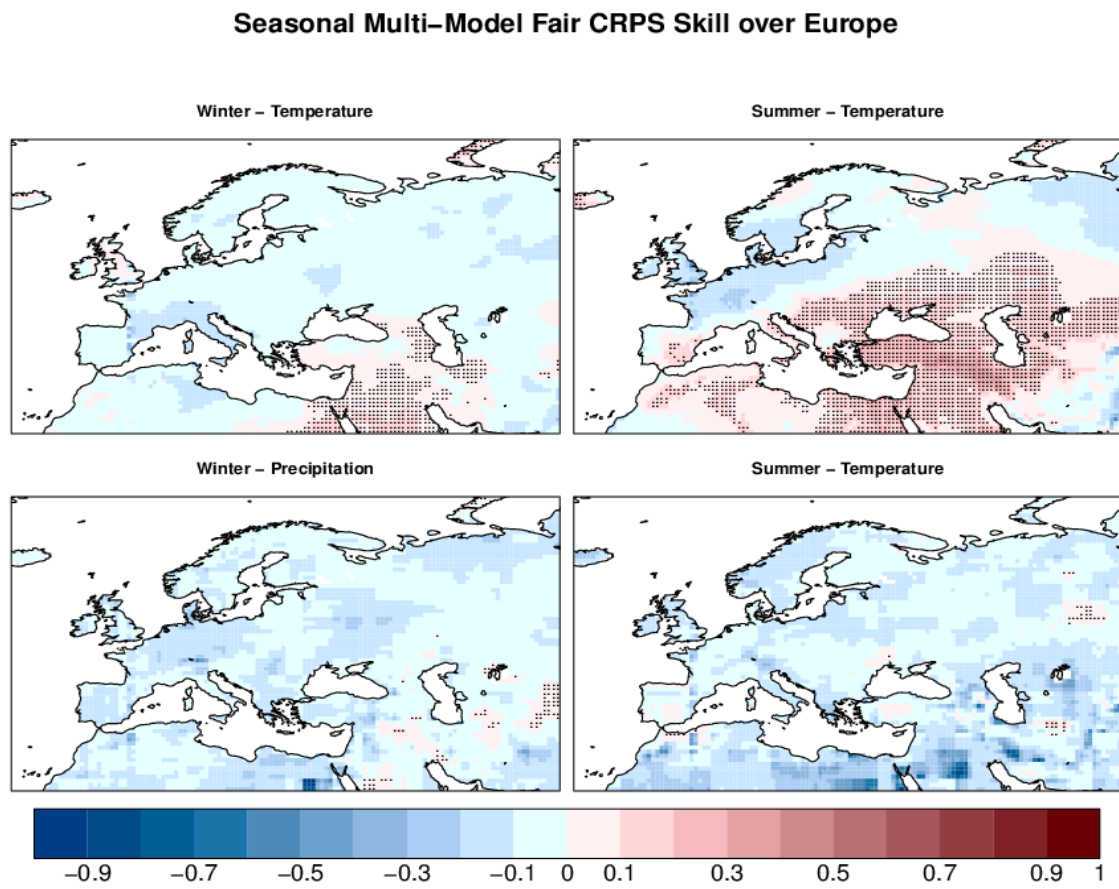 Seasonal Multi−Model Fair CRPS Skill over Europe
Winter − Temperature
Summer − Temperature
Winter − Precipitation
Summer − Temperature
−0.9 −0.7 −0.5 −0.3 −0.1 0 0.1 0.3 0.5 0.7 0.9 1